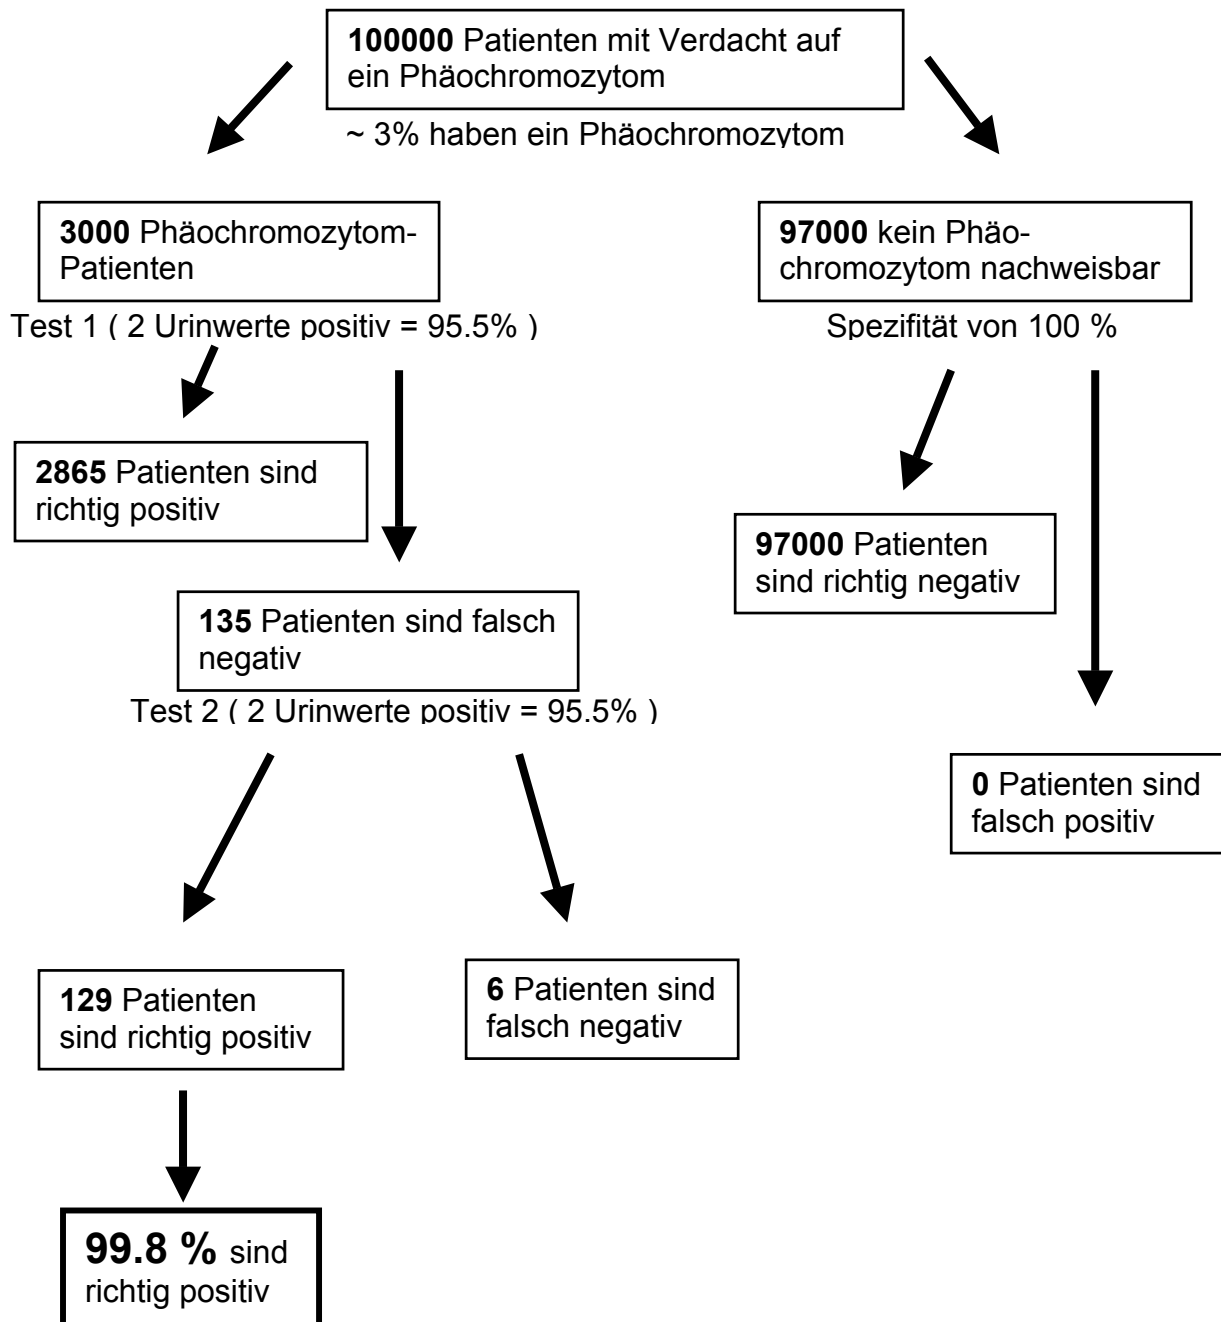 100000 Patienten mit Verdacht auf
ein Phäochromozytom
~ 3% haben ein Phäochromozytom
3000 Phäochromozytom-
Patienten
97000 kein Phäo-
chromozytom nachweisbar
Test 1 ( 2 Urinwerte positiv = 95.5% )
Spezifität von 100 %
2865 Patienten sind
richtig positiv
97000 Patienten
sind richtig negativ
135 Patienten sind falsch
negativ
Test 2 ( 2 Urinwerte positiv = 95.5% )
0 Patienten sind
falsch positiv
129 Patienten
sind richtig positiv
6 Patienten sind
falsch negativ
99.8 % sind
richtig positiv